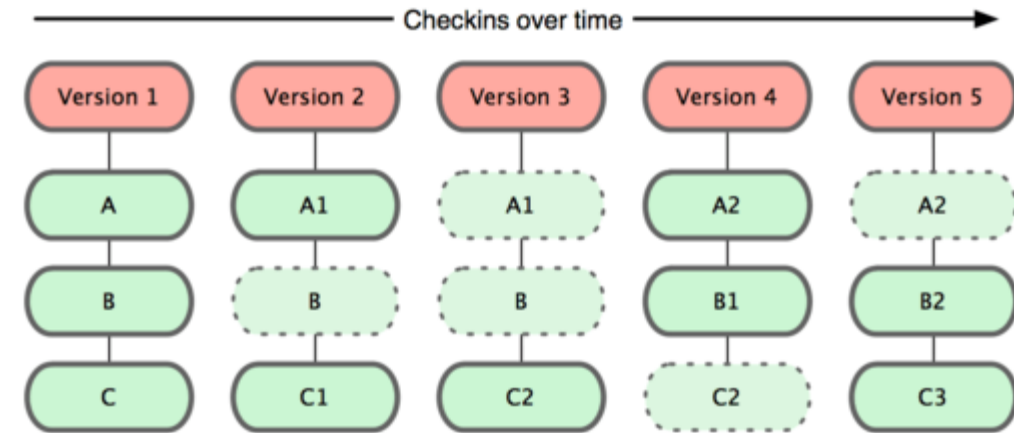 Checkins over time
Version 1 Version 2 Version 3 Version 4 Version 5
A A1 A1 A2 A2
B B B B1 B2
C C1 C2 C2 C3